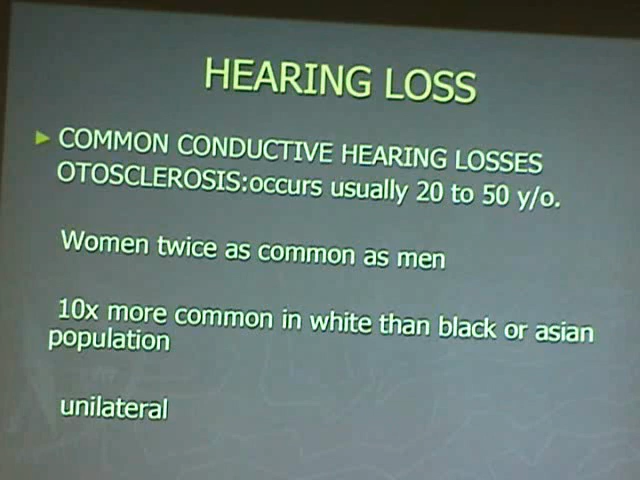 HEARING LOSS
COMMON CONDUCTIVE HEARING LOSSES
OTOSCLEROSIS:occurs usually 20 to 50 y/o.
Women twice as common as men
10x more common in white than black or asian
population
unilateral